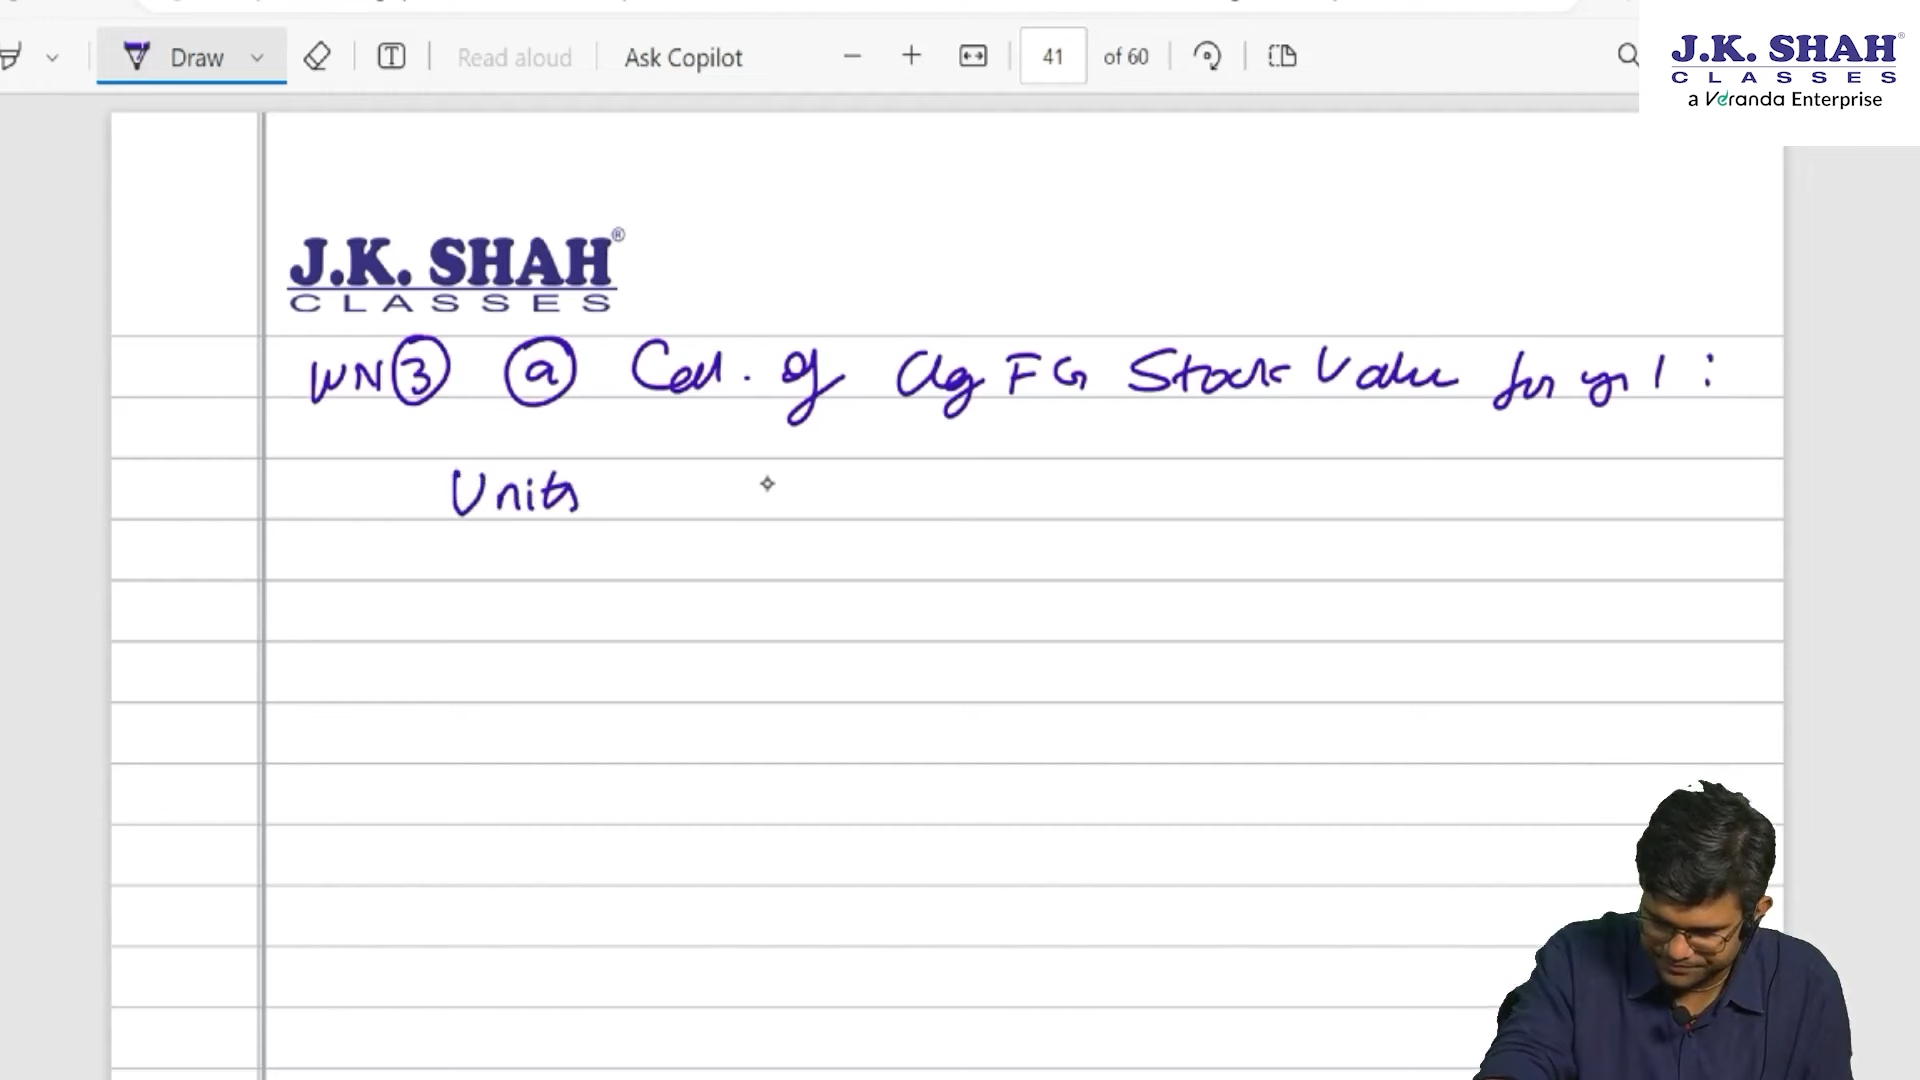 Draw
Read aloud
Ask Copilot
41 of 60
J.K. SHAH®
CLASSES
a Veranda Enterprise
J.K. SHAH®
CLASSES
WN ③ ⓐ Cal. of Clg FG Stock Value for yr 1 :
Units